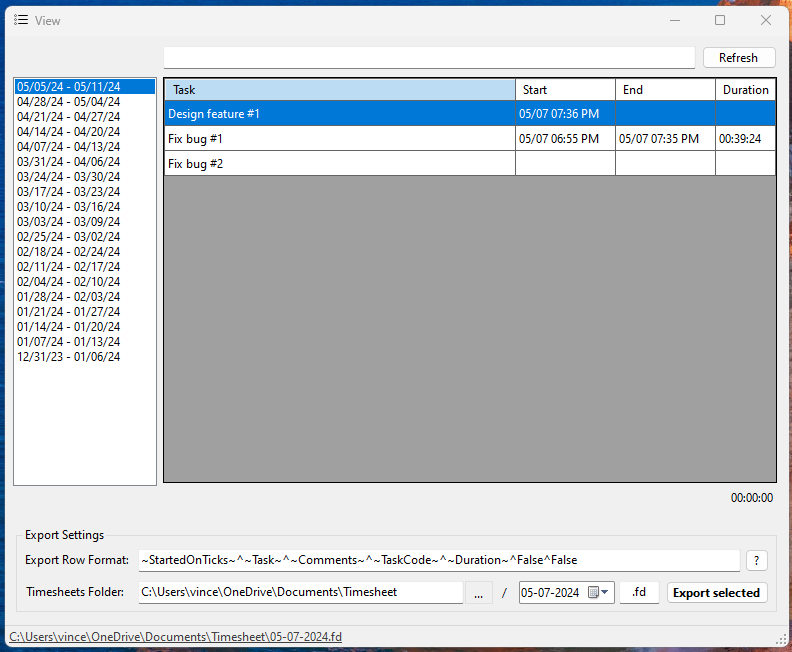 View
Refresh
05/05/24 - 05/11/24
04/28/24 - 05/04/24
04/21/24 - 04/27/24
04/14/24 - 04/20/24
04/07/24 - 04/13/24
03/31/24 - 04/06/24
03/24/24 - 03/30/24
03/17/24 - 03/23/24
03/10/24 - 03/16/24
03/03/24 - 03/09/24
02/25/24 - 03/02/24
02/18/24 - 02/24/24
02/11/24 - 02/17/24
02/04/24 - 02/10/24
01/28/24 - 02/03/24
01/21/24 - 01/27/24
01/14/24 - 01/20/24
01/07/24 - 01/13/24
12/31/23 - 01/06/24
Task Start End Duration
Design feature #1 05/07 07:36 PM
Fix bug #1 05/07 06:55 PM 05/07 07:35 PM 00:39:24
Fix bug #2
00:00:00
Export Settings
Export Row Format: ~StartedOnTicks~^~Task~^~Comments~^~TaskCode~^~Duration~^False^False ?
Timesheets Folder: C:\Users\vince\OneDrive\Documents\Timesheet ... / 05-07-2024 .fd Export selected
C:\Users\vince\OneDrive\Documents\Timesheet\05-07-2024.fd